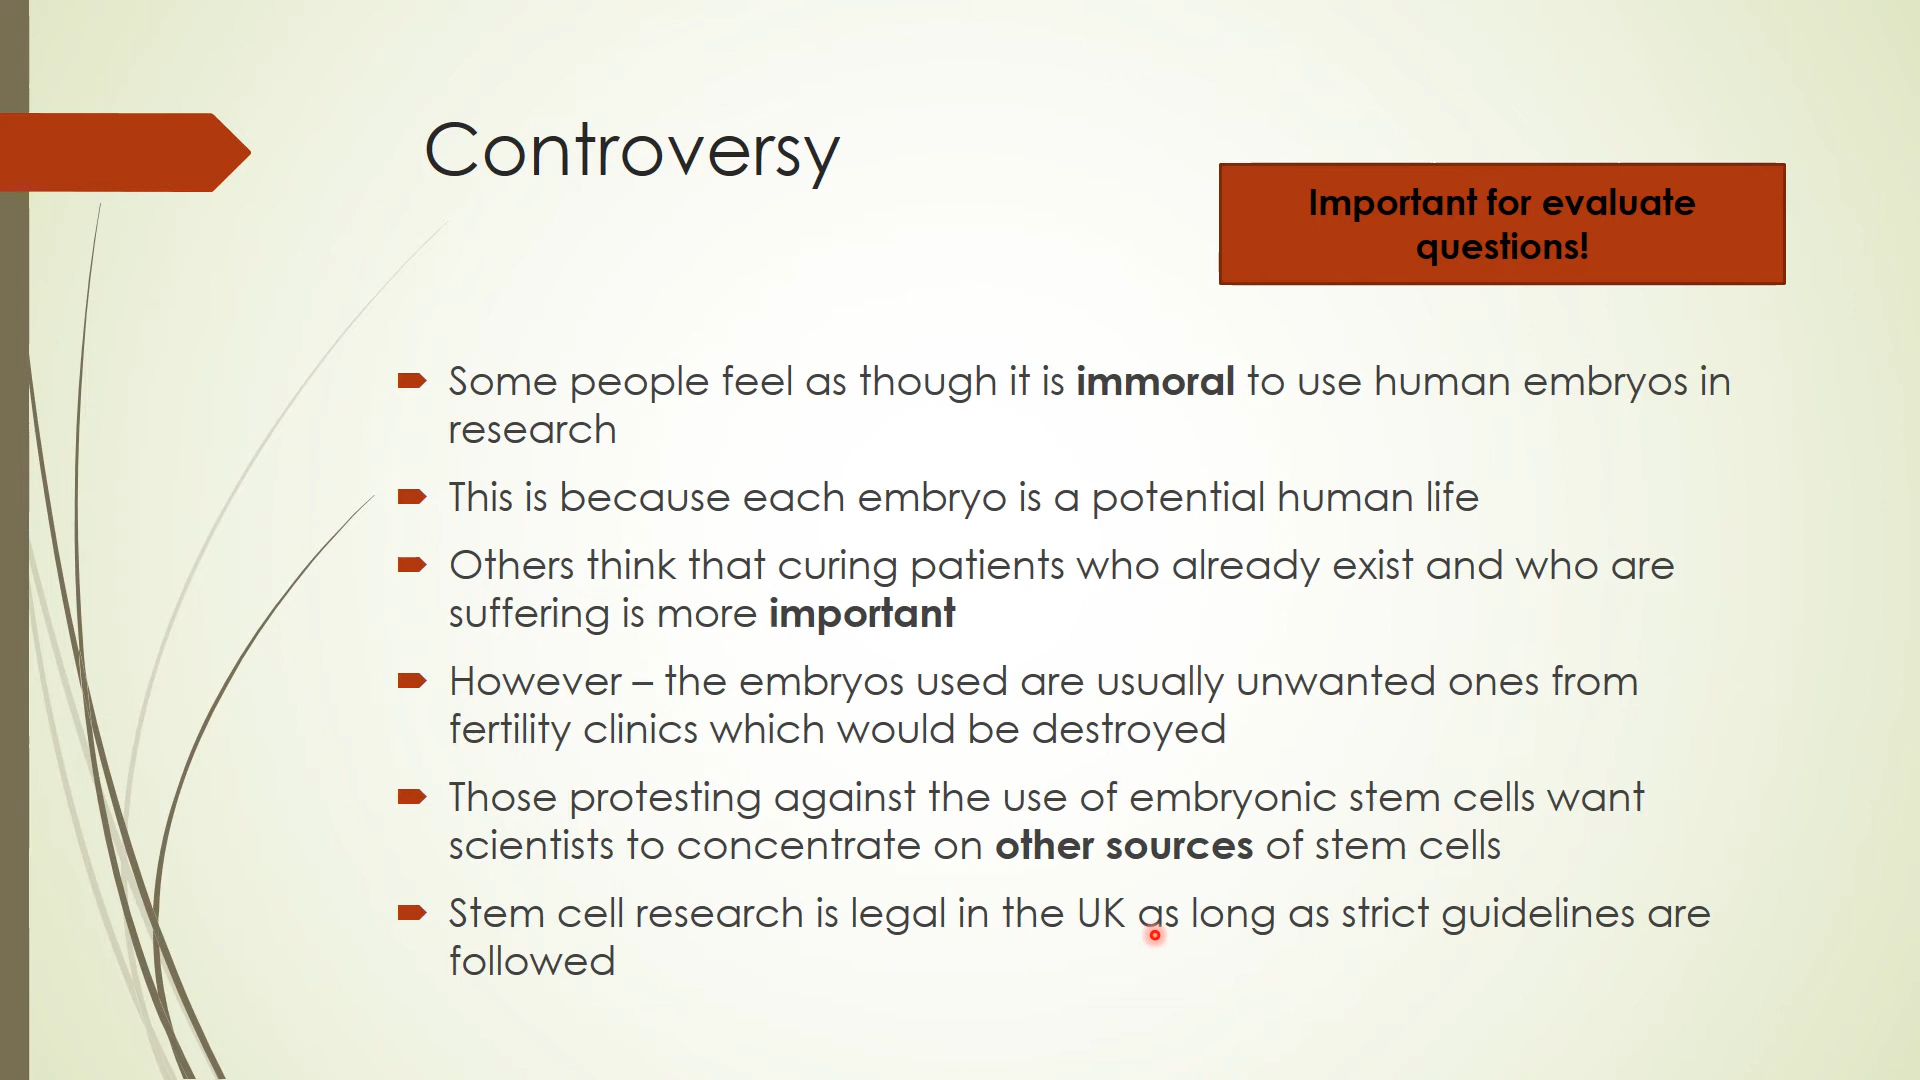 Controversy
Important for evaluate
questions!
Some people feel as though it is immoral to use human embryos in
research
This is because each embryo is a potential human life
Others think that curing patients who already exist and who are
suffering is more important
However – the embryos used are usually unwanted ones from
fertility clinics which would be destroyed
Those protesting against the use of embryonic stem cells want
scientists to concentrate on other sources of stem cells
Stem cell research is legal in the UK as long as strict guidelines are
followed